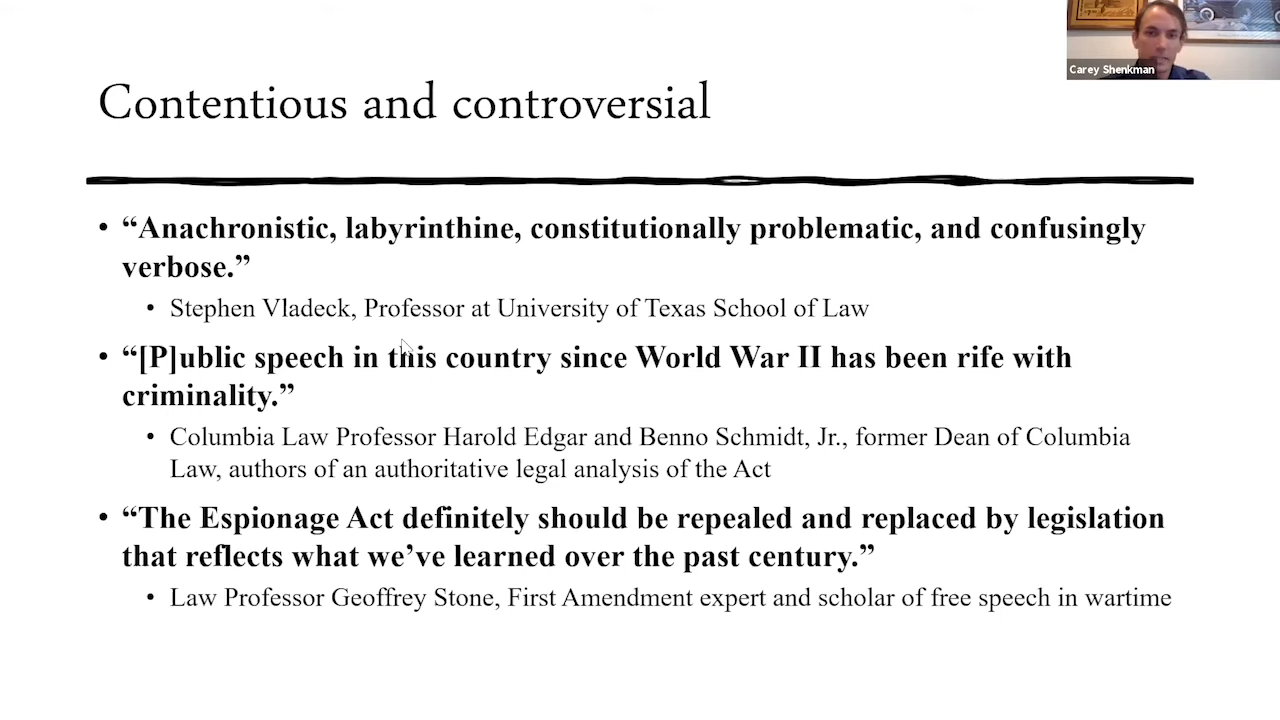 Carey Shenkman
Contentious and controversial
• “Anachronistic, labyrinthine, constitutionally problematic, and confusingly
verbose.”
• Stephen Vladeck, Professor at University of Texas School of Law
• “[P]ublic speech in this country since World War II has been rife with
criminality.”
• Columbia Law Professor Harold Edgar and Benno Schmidt, Jr., former Dean of Columbia
Law, authors of an authoritative legal analysis of the Act
• “The Espionage Act definitely should be repealed and replaced by legislation
that reflects what we’ve learned over the past century.”
• Law Professor Geoffrey Stone, First Amendment expert and scholar of free speech in wartime